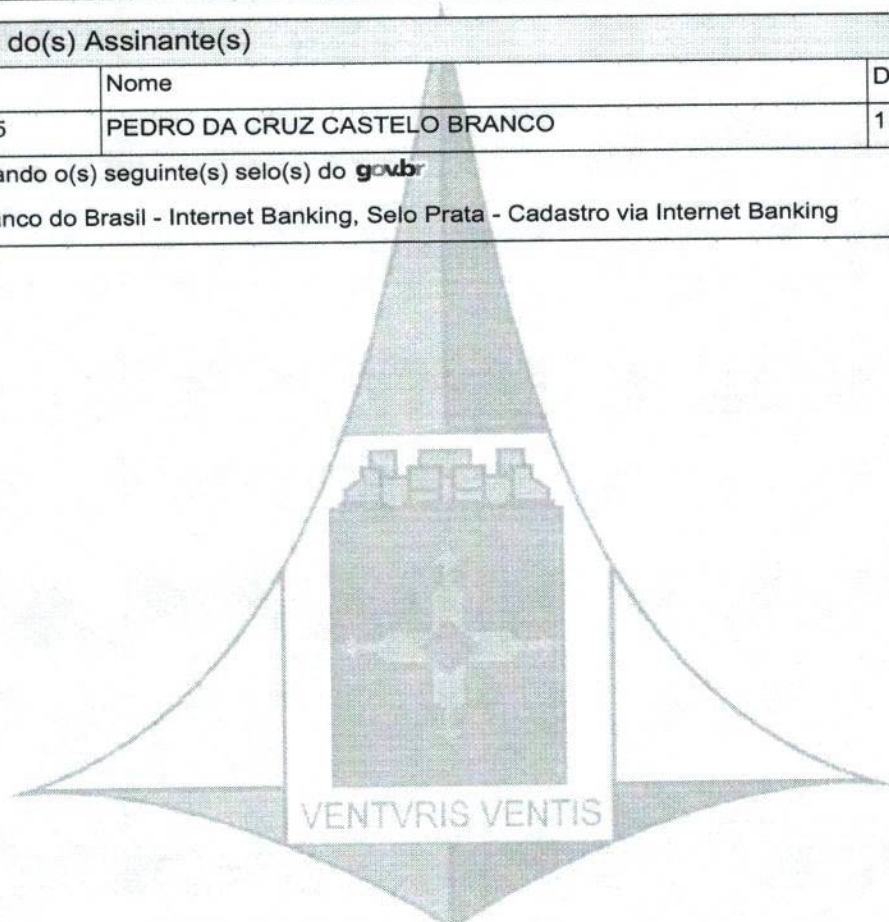 do(s) Assinante(s)
Nome D
5 PEDRO DA CRUZ CASTELO BRANCO 1
ando o(s) seguinte(s) selo(s) do gov.br
anco do Brasil - Internet Banking, Selo Prata - Cadastro via Internet Banking
VENTVRIS VENTIS